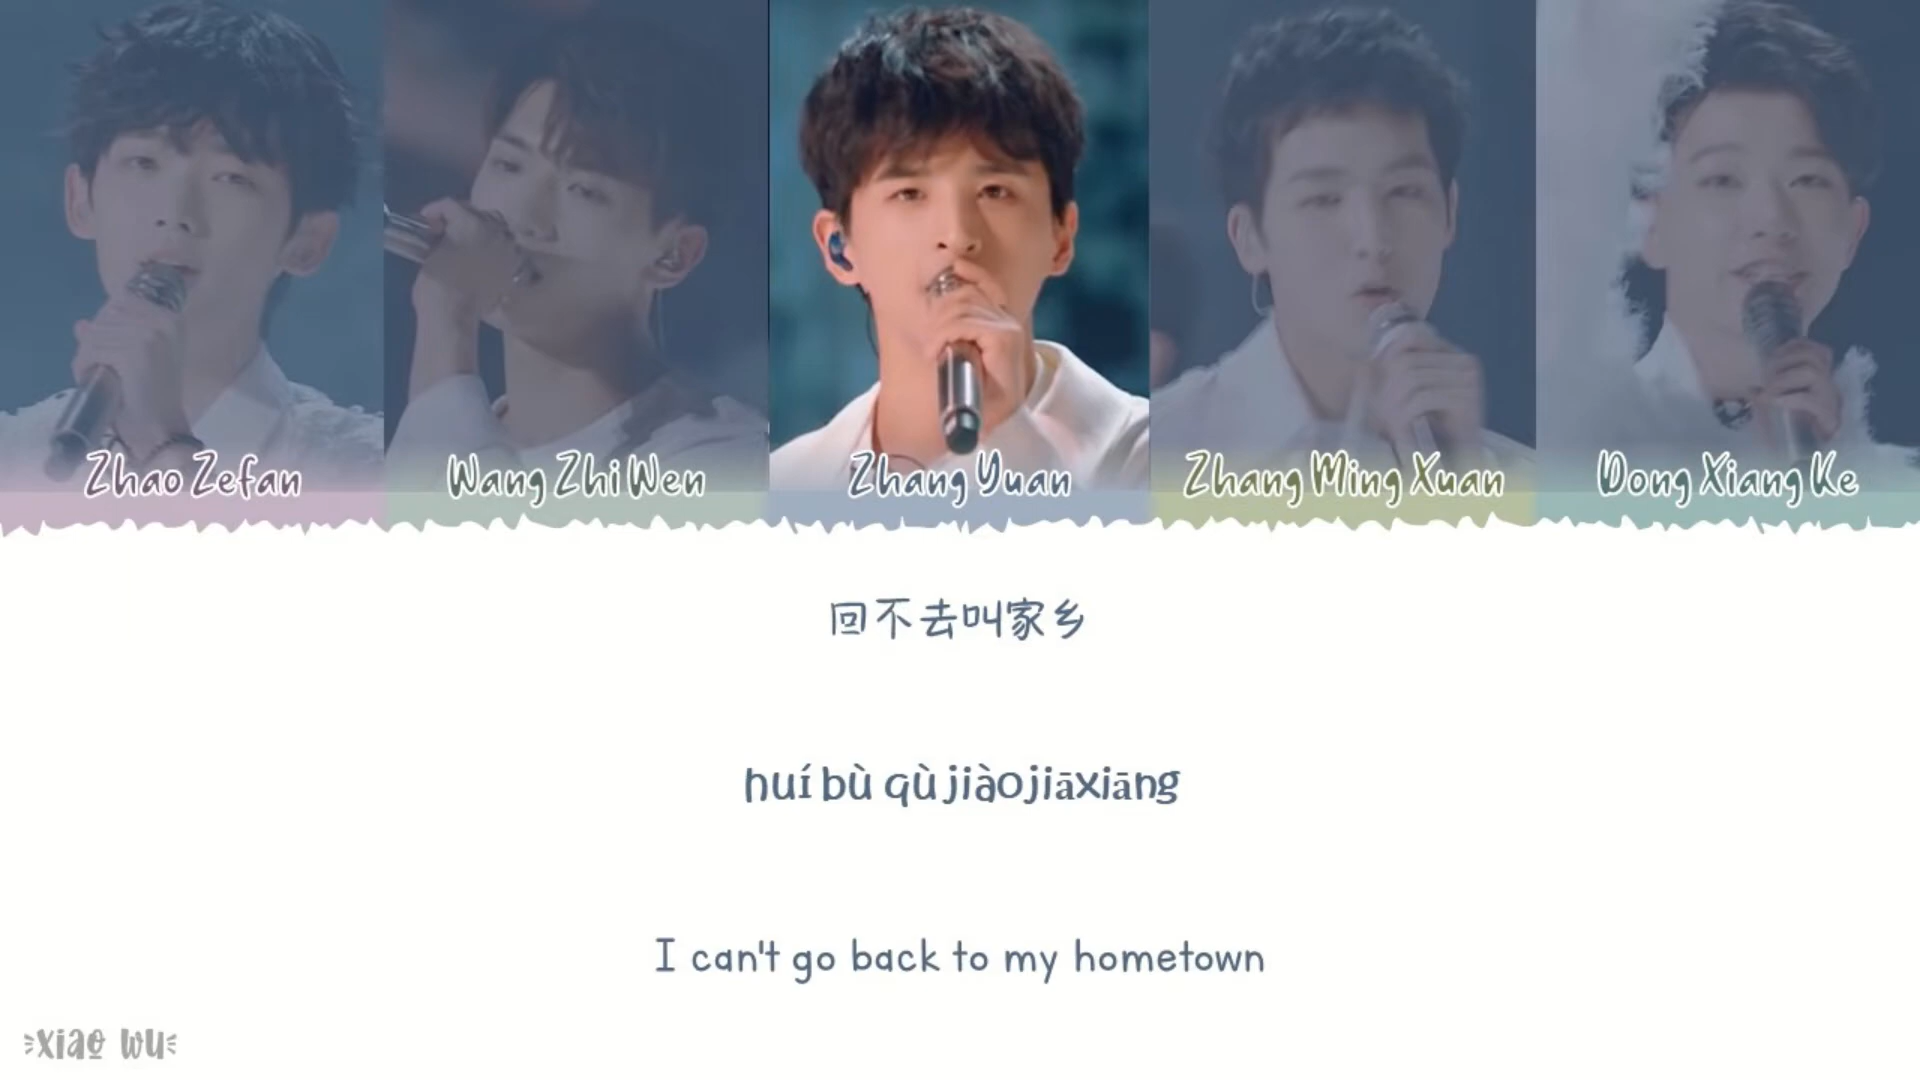 Zhao Zefan Wang Zhi Wen Zhang Yuan Zhang Ming Xuan Dong Xiang Ke
回不去叫家乡
huí bù qù jiàojiāxiāng
I can't go back to my hometown
xiao wu